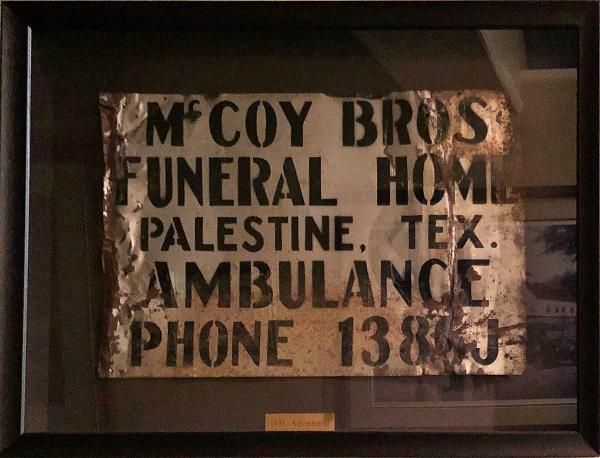 McCOY BROS
FUNERAL HOME
PALESTINE, TEX.
AMBULANCE
PHONE